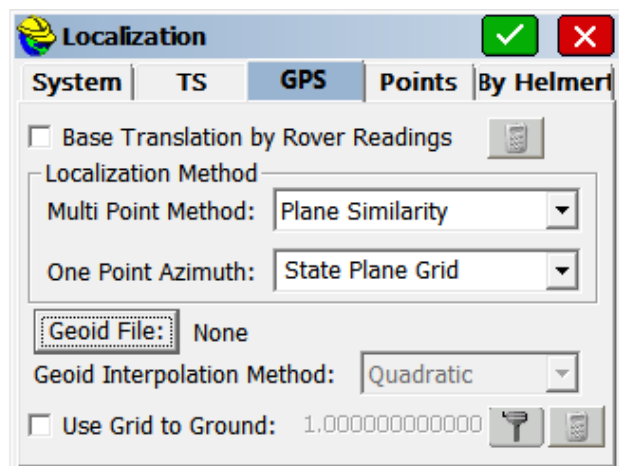 Localization
System TS GPS Points By Helmert
Base Translation by Rover Readings
Localization Method
Multi Point Method: Plane Similarity
One Point Azimuth: State Plane Grid
Geoid File: None
Geoid Interpolation Method: Quadratic
Use Grid to Ground: 1.000000000000